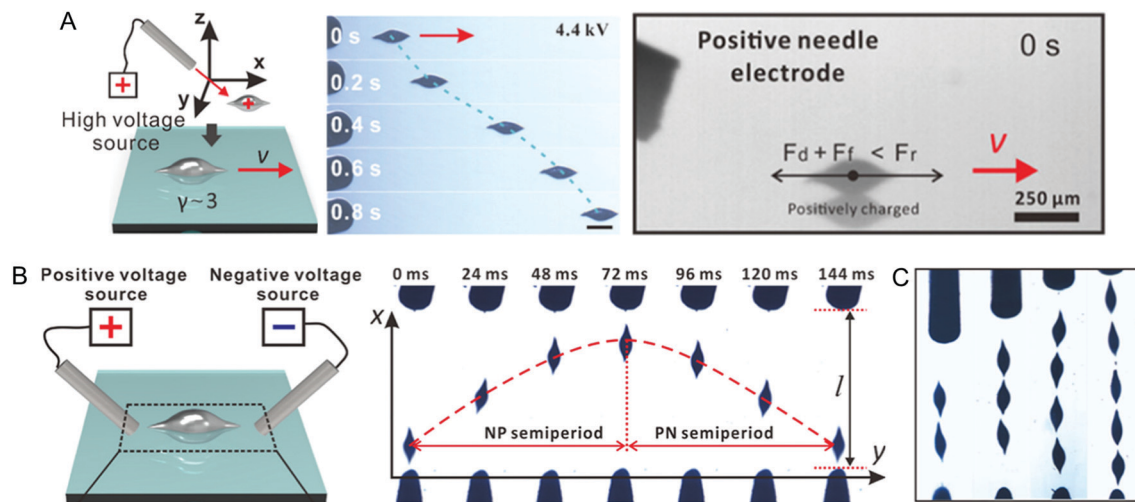 A
z
x
y
+
+
High voltage
source
v
γ~3
0 s
4.4 kV
0.2 s
0.4 s
0.6 s
0.8 s
Positive needle
electrode
0 s
Fd + Ff < Fr
v
Positively charged
250 μm
B
Positive voltage
source
+
Negative voltage
source
−
0 ms 24 ms 48 ms 72 ms 96 ms 120 ms 144 ms
x
l
NP semiperiod
PN semiperiod
y
C